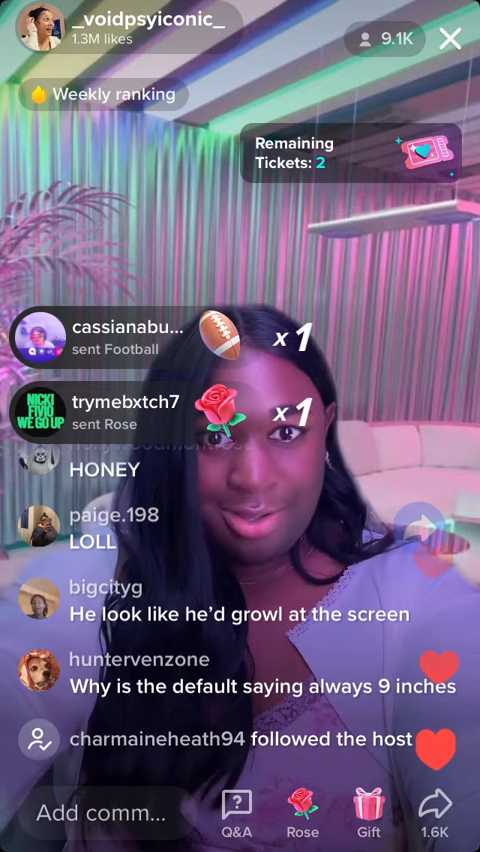 _voidpsyiconic_
1.3M likes
9.1K
Weekly ranking
Remaining
Tickets: 2
cassianabu...
sent Football
x1
trymebxtch7
sent Rose
x1
NICKI
WE GO UP
HONEY
paige.198
LOLL
bigcityg
He look like he'd growl at the screen
huntervenzone
Why is the default saying always 9 inches
charmaineheath94 followed the host
Add comm...
Q&A
Rose
Gift
1.6K